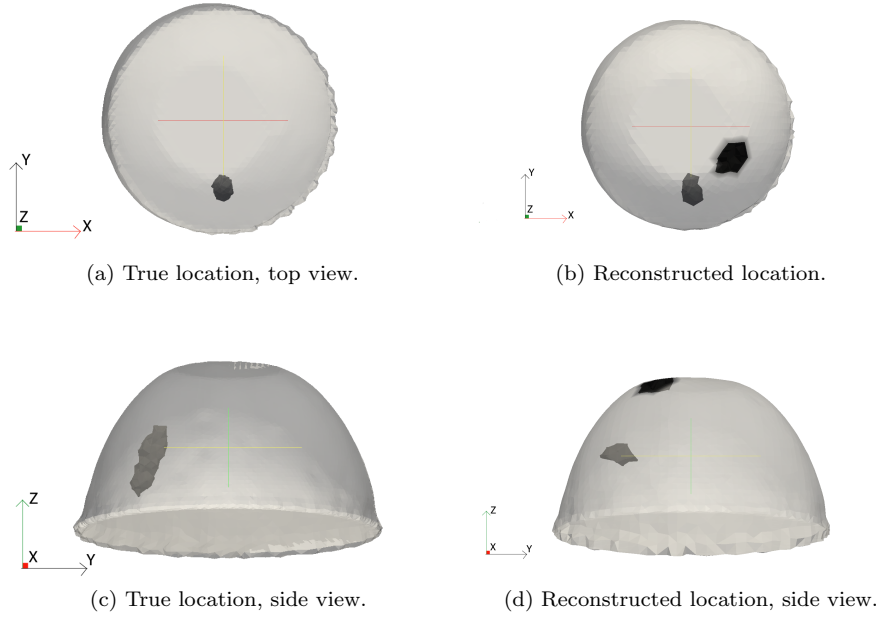 Y
Z
X
Y
Z
X
(a) True location, top view.
(b) Reconstructed location.
Z
X
Y
Z
X
Y
(c) True location, side view.
(d) Reconstructed location, side view.